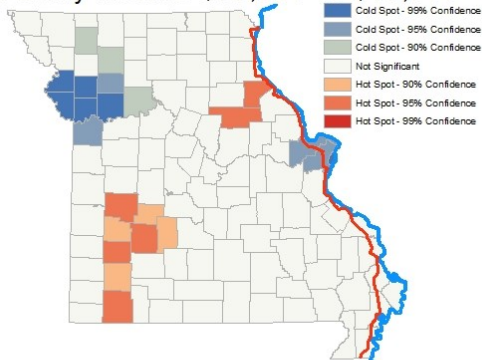 Cold Spot - 99% Confidence
Cold Spot - 95% Confidence
Cold Spot - 90% Confidence
Not Significant
Hot Spot - 90% Confidence
Hot Spot - 95% Confidence
Hot Spot - 99% Confidence